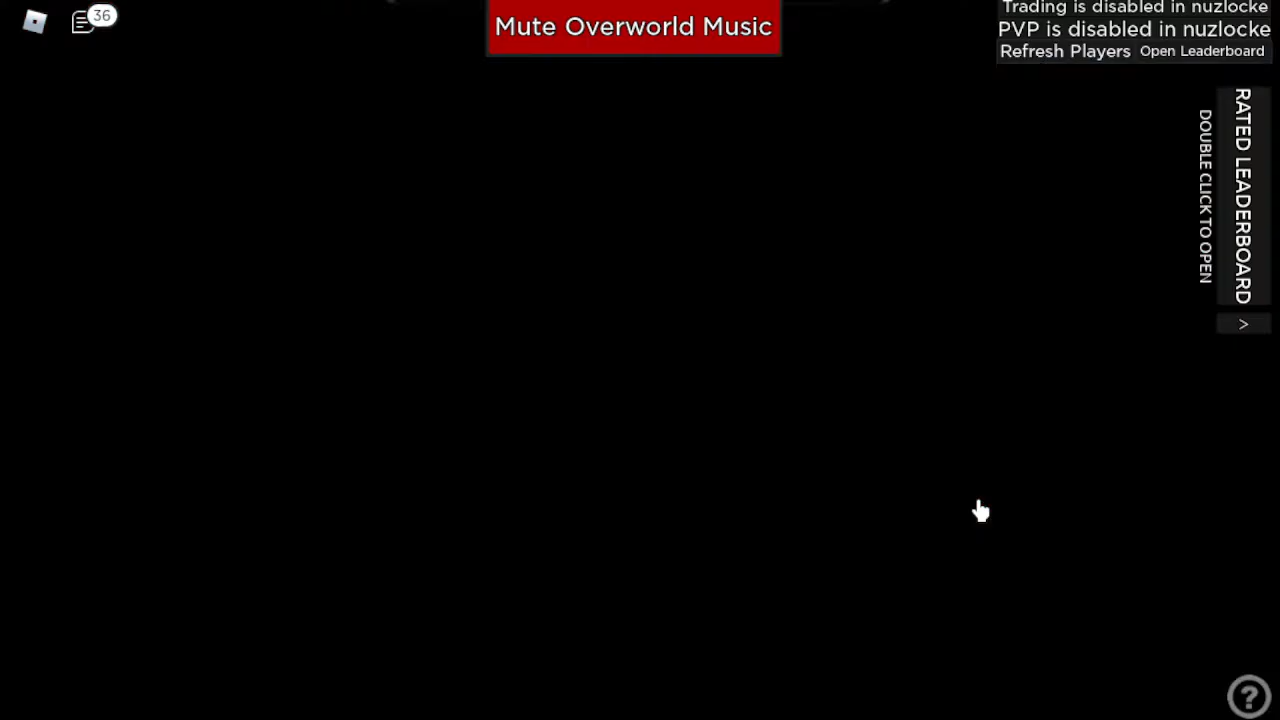 36
Mute Overworld Music
Trading is disabled in nuzlocke
PVP is disabled in nuzlocke
Refresh Players Open Leaderboard
RATED LEADERBOARD
DOUBLE CLICK TO OPEN
>
?